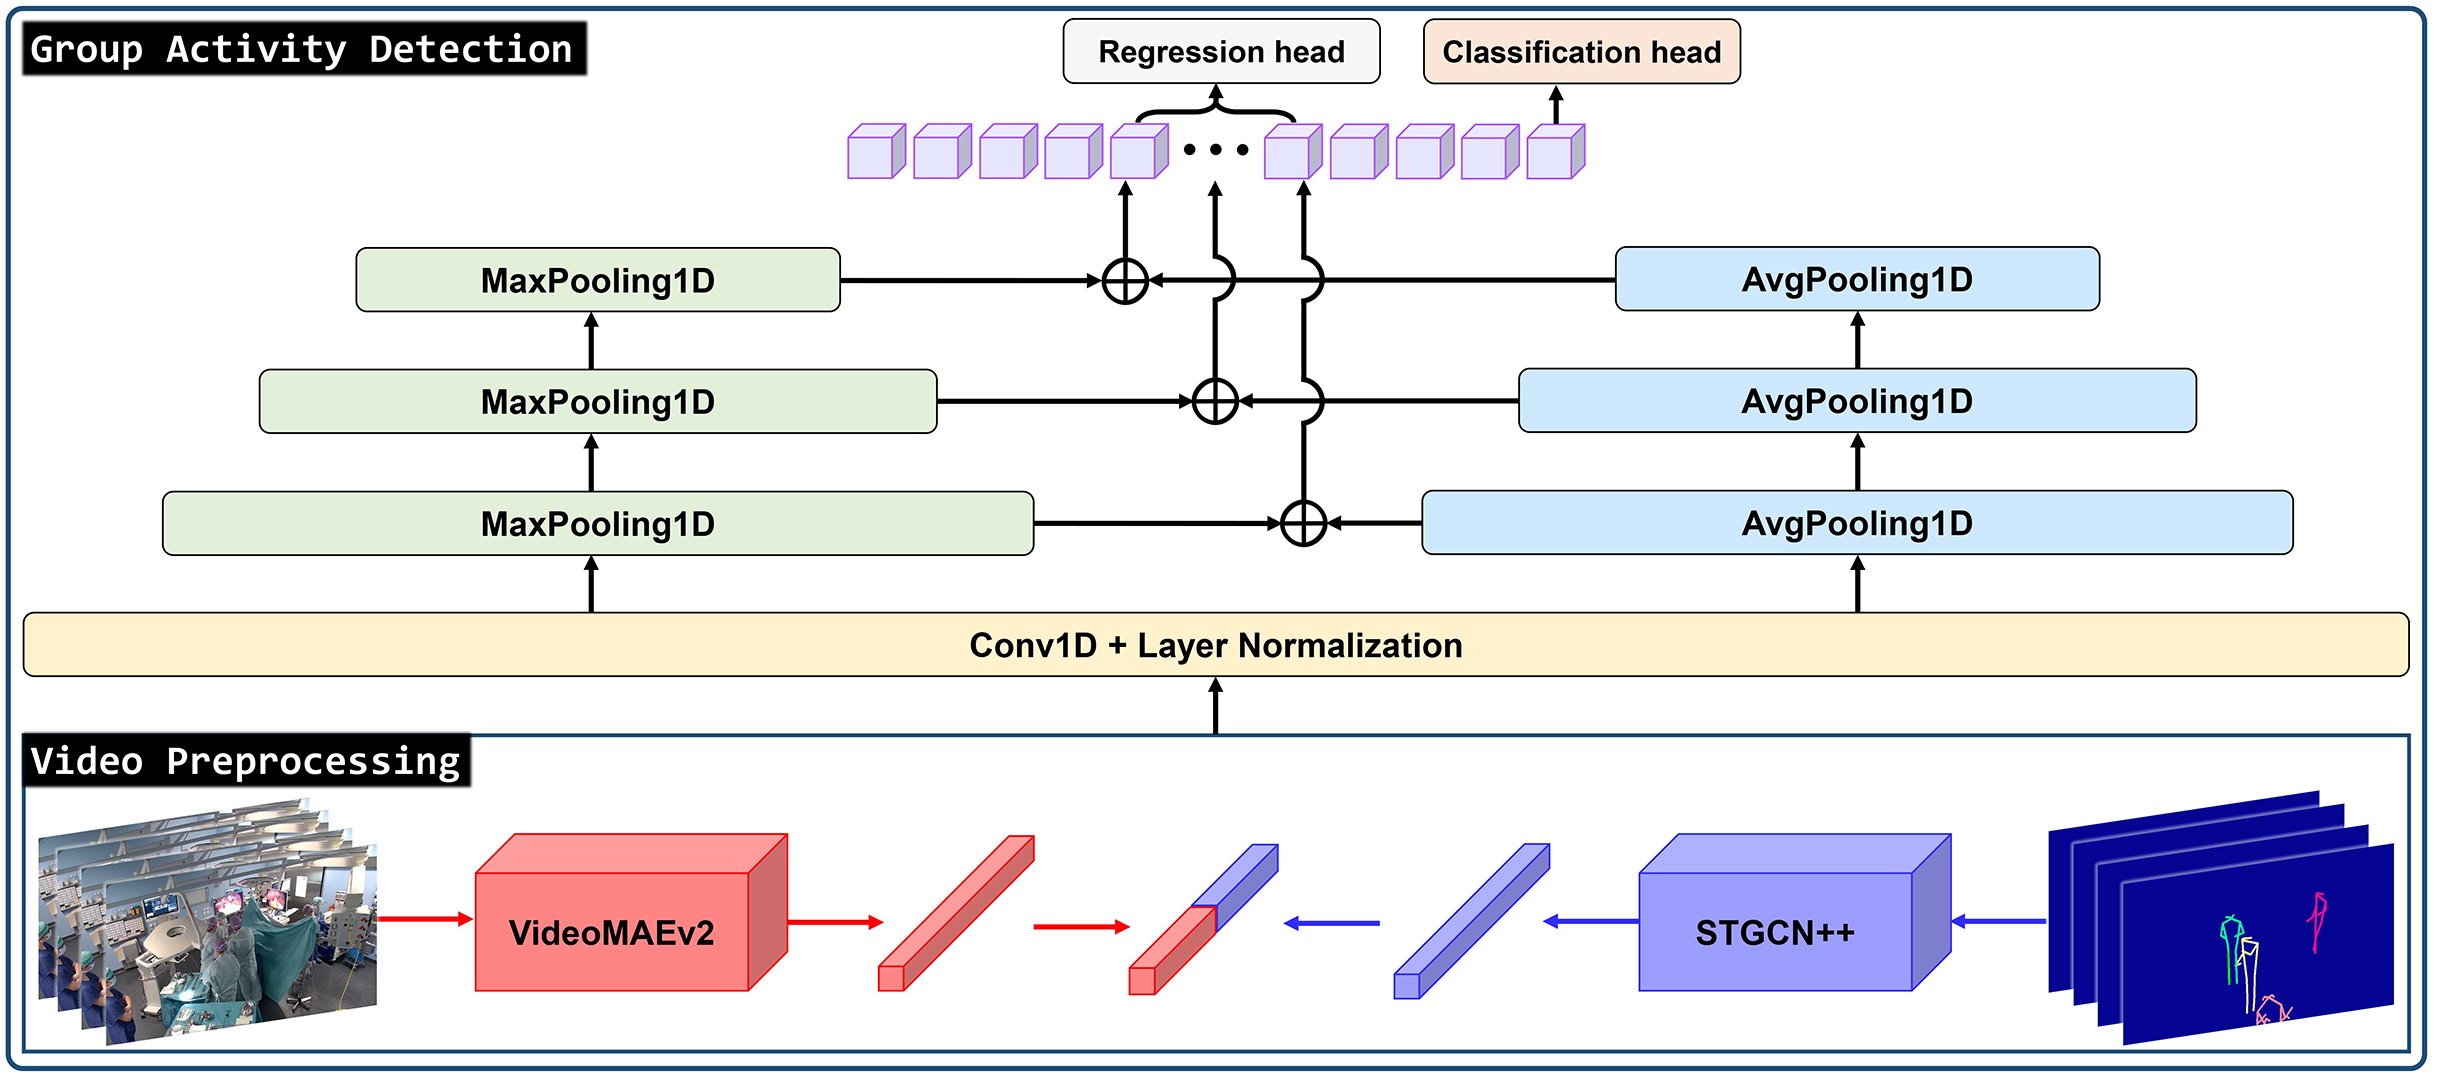 Group Activity Detection
Regression head
Classification head
MaxPooling1D
AvgPooling1D
MaxPooling1D
AvgPooling1D
MaxPooling1D
AvgPooling1D
Conv1D + Layer Normalization
Video Preprocessing
VideoMAEv2
STGCN++